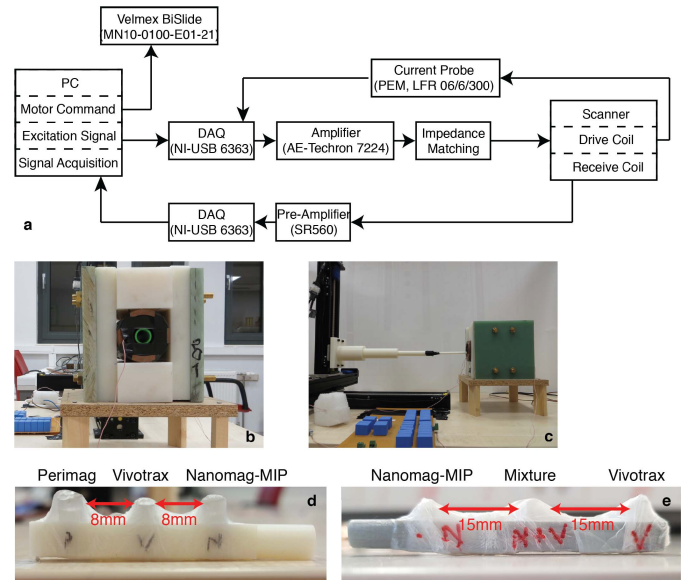 Velmex BiSlide
(MN10-0100-E01-21)
PC
Motor Command
Excitation Signal
Signal Acquisition
DAQ
(NI-USB 6363)
Amplifier
(AE-Techron 7224)
Impedance
Matching
Current Probe
(PEM, LFR 06/6/300)
Scanner
Drive Coil
Receive Coil
DAQ
(NI-USB 6363)
Pre-Amplifier
(SR560)
a
b
c
Perimag Vivotrax Nanomag-MIP
d
8mm 8mm
P V N
Nanomag-MIP Mixture Vivotrax
e
15mm 15mm
N N+V V